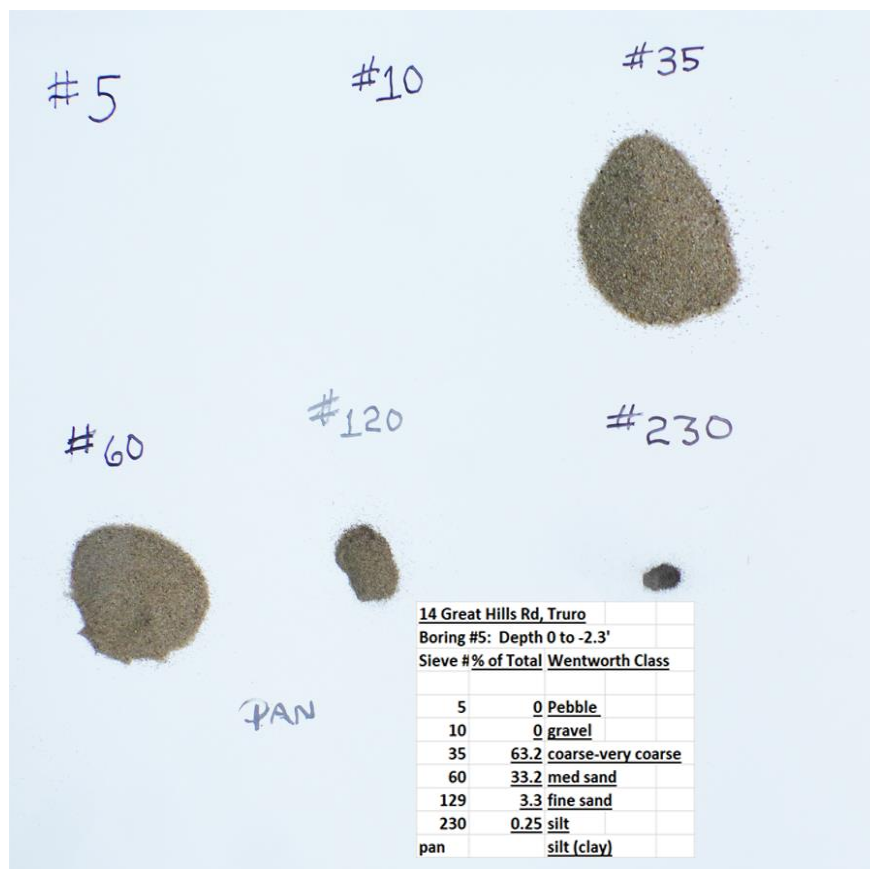 #5
#10
#35
#60
#120
#230
PAN
14 Great Hills Rd, Truro
Boring #5: Depth 0 to -2.3'
Sieve # % of Total Wentworth Class
5 0 Pebble
10 0 gravel
35 63.2 coarse-very coarse
60 33.2 med sand
129 3.3 fine sand
230 0.25 silt
pan silt (clay)